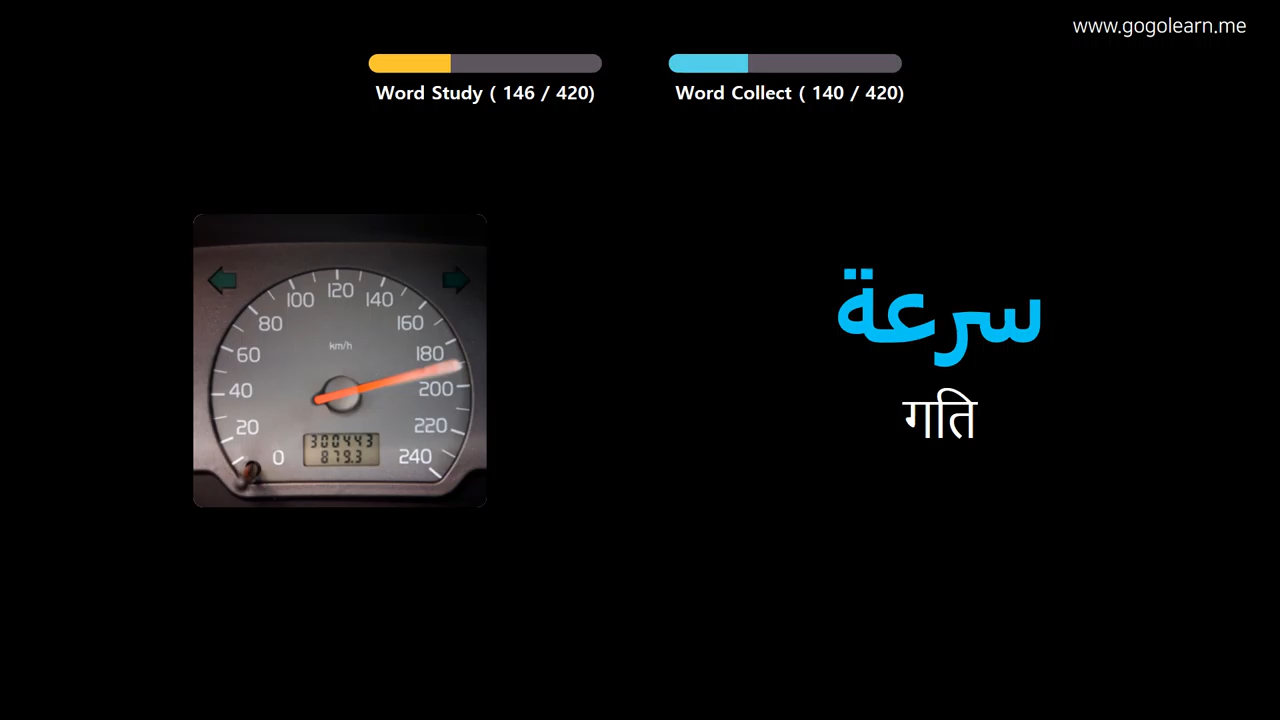 www.gogolearn.me
Word Study ( 146 / 420)
Word Collect ( 140 / 420)
سرعة
गति
120
100
140
80
160
km/h
60
180
40
200
20
220
0
240
300443
879.3